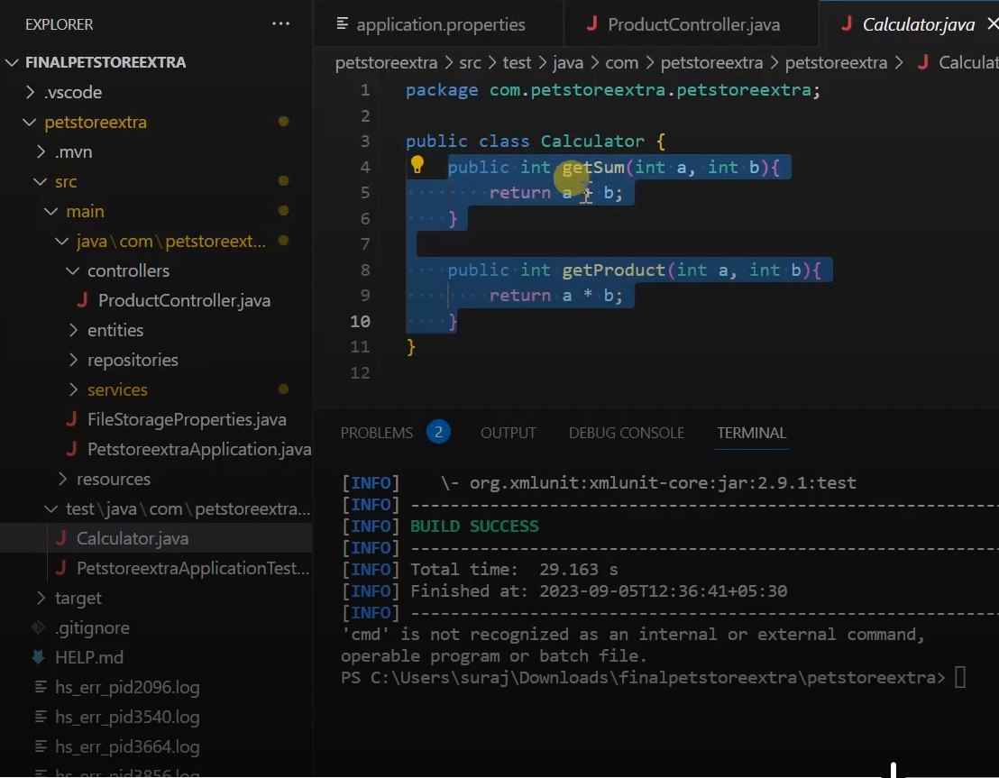 EXPLORER
FINALPETSTOREEXTRA
.vscode
petstoreextra
.mvn
src
main
java\com\petstoreext...
controllers
J ProductController.java
entities
repositories
services
J FileStorageProperties.java
J PetstoreextraApplication.java
resources
test\java\com\petstoreextra...
J Calculator.java
J PetstoreextraApplicationTest...
target
.gitignore
HELP.md
hs_err_pid2096.log
hs_err_pid3540.log
hs_err_pid3664.log
hs_err_pid3856.log
application.properties
J ProductController.java
J Calculator.java
petstoreextra > src > test > java > com > petstoreextra > petstoreextra > J Calculat
1 package com.petstoreextra.petstoreextra;
2
3 public class Calculator {
4 public int getSum(int a, int b){
5 return a + b;
6 }
7
8 public int getProduct(int a, int b){
9 return a * b;
10 }
11 }
12
PROBLEMS 2 OUTPUT DEBUG CONSOLE TERMINAL
[INFO] \- org.xmlunit:xmlunit-core:jar:2.9.1:test
[INFO] ------------------------------------------------------
[INFO] BUILD SUCCESS
[INFO] ------------------------------------------------------
[INFO] Total time: 29.163 s
[INFO] Finished at: 2023-09-05T12:36:41+05:30
[INFO] ------------------------------------------------------
'cmd' is not recognized as an internal or external command,
operable program or batch file.
PS C:\Users\suraj\Downloads\finalpetstoreextra\petstoreextra>